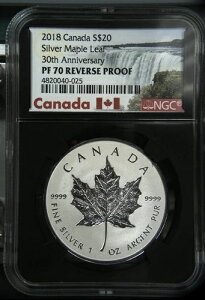 2018 Canada S$20
Silver Maple Leaf
30th Anniversary
PF 70 REVERSE PROOF
4820040-025
Canada
NGC
CANADA
9999 9999
FINE SILVER 1 OZ ARGENT PUR